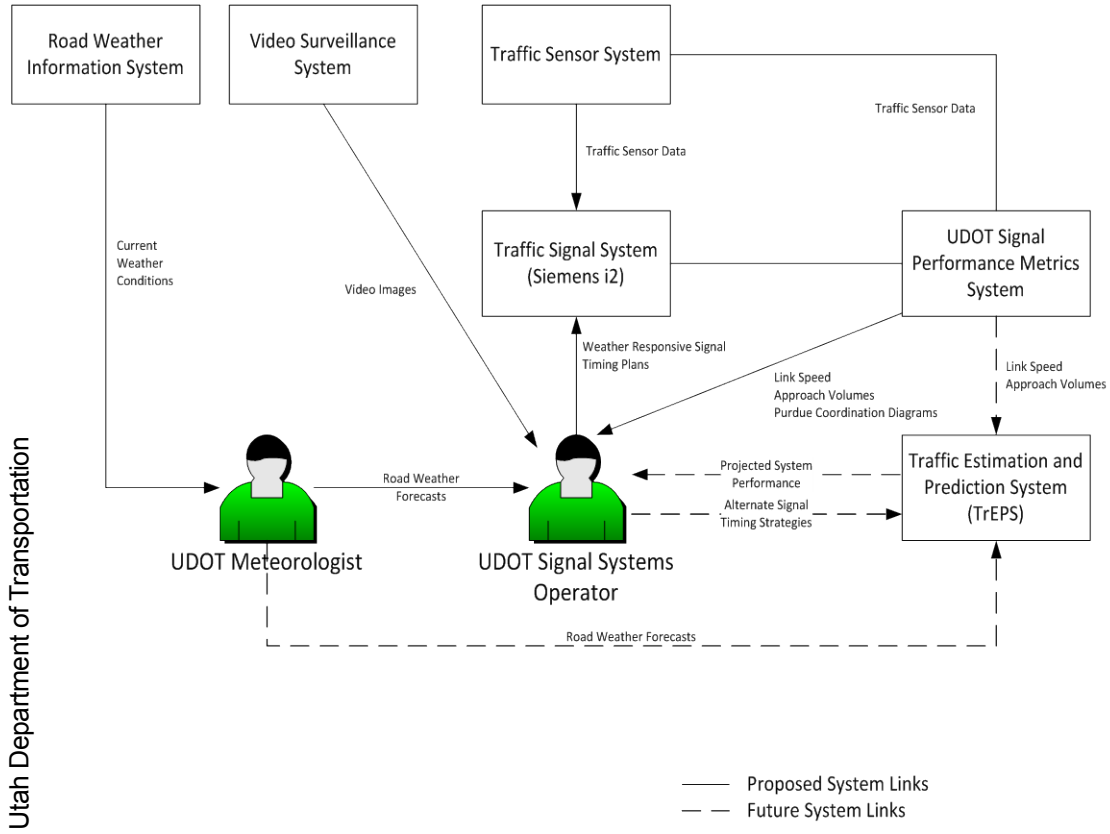 Road Weather
Information System
Video Surveillance
System
Traffic Sensor System
Traffic Sensor Data
Traffic Sensor Data
Current
Weather
Conditions
Video Images
Traffic Signal System
(Siemens i2)
UDOT Signal
Performance Metrics
System
Weather Responsive Signal
Timing Plans
Link Speed
Approach Volumes
Purdue Coordination Diagrams
Link Speed
Approach Volumes
Road Weather
Forecasts
Projected System
Performance
Alternate Signal
Timing Strategies
Traffic Estimation and
Prediction System
(TrEPS)
UDOT Meteorologist
UDOT Signal Systems
Operator
Road Weather Forecasts
Utah Department of Transportation
Proposed System Links
Future System Links